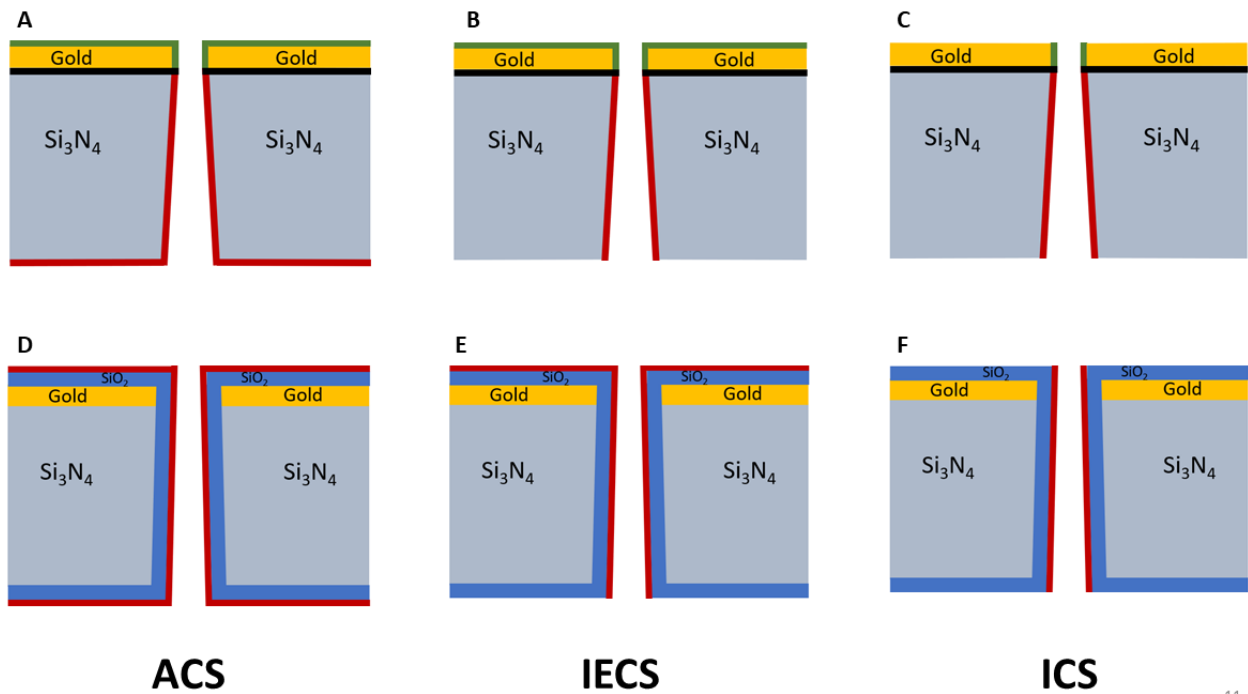 A
B
C
Gold Gold
Gold Gold
Gold Gold
Si₃N₄ Si₃N₄
Si₃N₄ Si₃N₄
Si₃N₄ Si₃N₄
D
E
F
SiO₂ SiO₂
SiO₂ SiO₂
SiO₂ SiO₂
Gold Gold
Gold Gold
Gold Gold
Si₃N₄ Si₃N₄
Si₃N₄ Si₃N₄
Si₃N₄ Si₃N₄
ACS
IECS
ICS